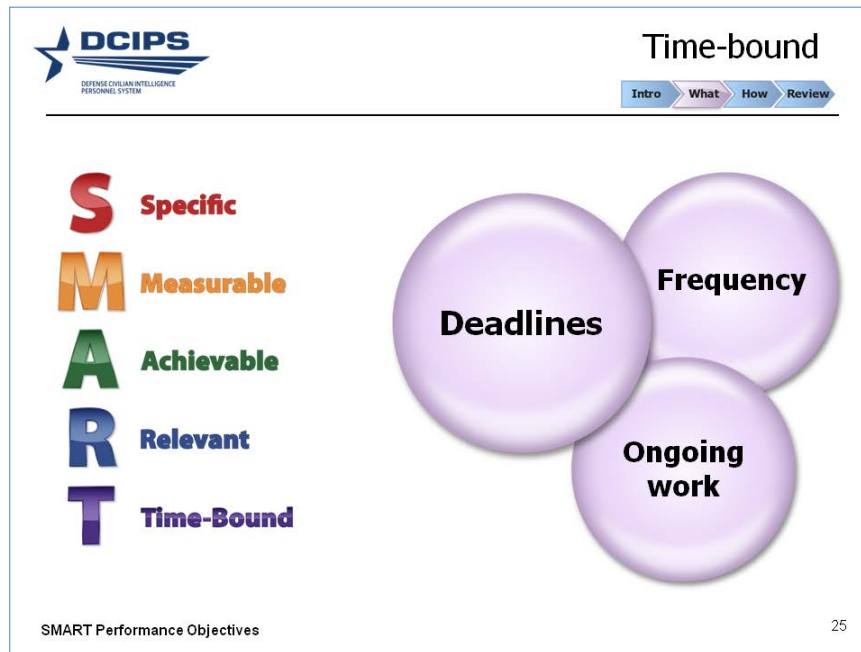 DCIPS
DEFENSE CIVILIAN INTELLIGENCE
PERSONNEL SYSTEM
Time-bound
Intro What How Review
S Specific
M Measurable
A Achievable
R Relevant
T Time-Bound
Deadlines
Frequency
Ongoing
work
SMART Performance Objectives
25